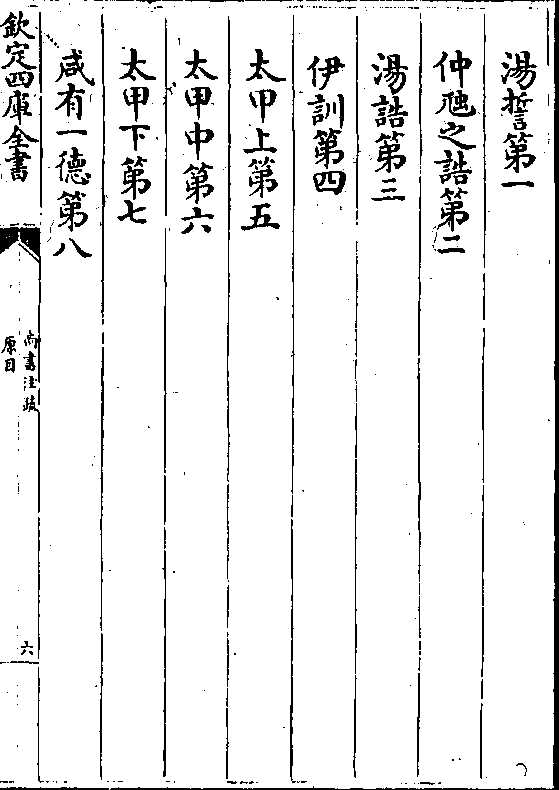 湯誓第一
仲虺之誥第二
湯誥第三
伊訓第四
太甲上第五
太甲中第六
太甲下第七
咸有一德第八
欽定四庫全書
尚書注疏
原目
六